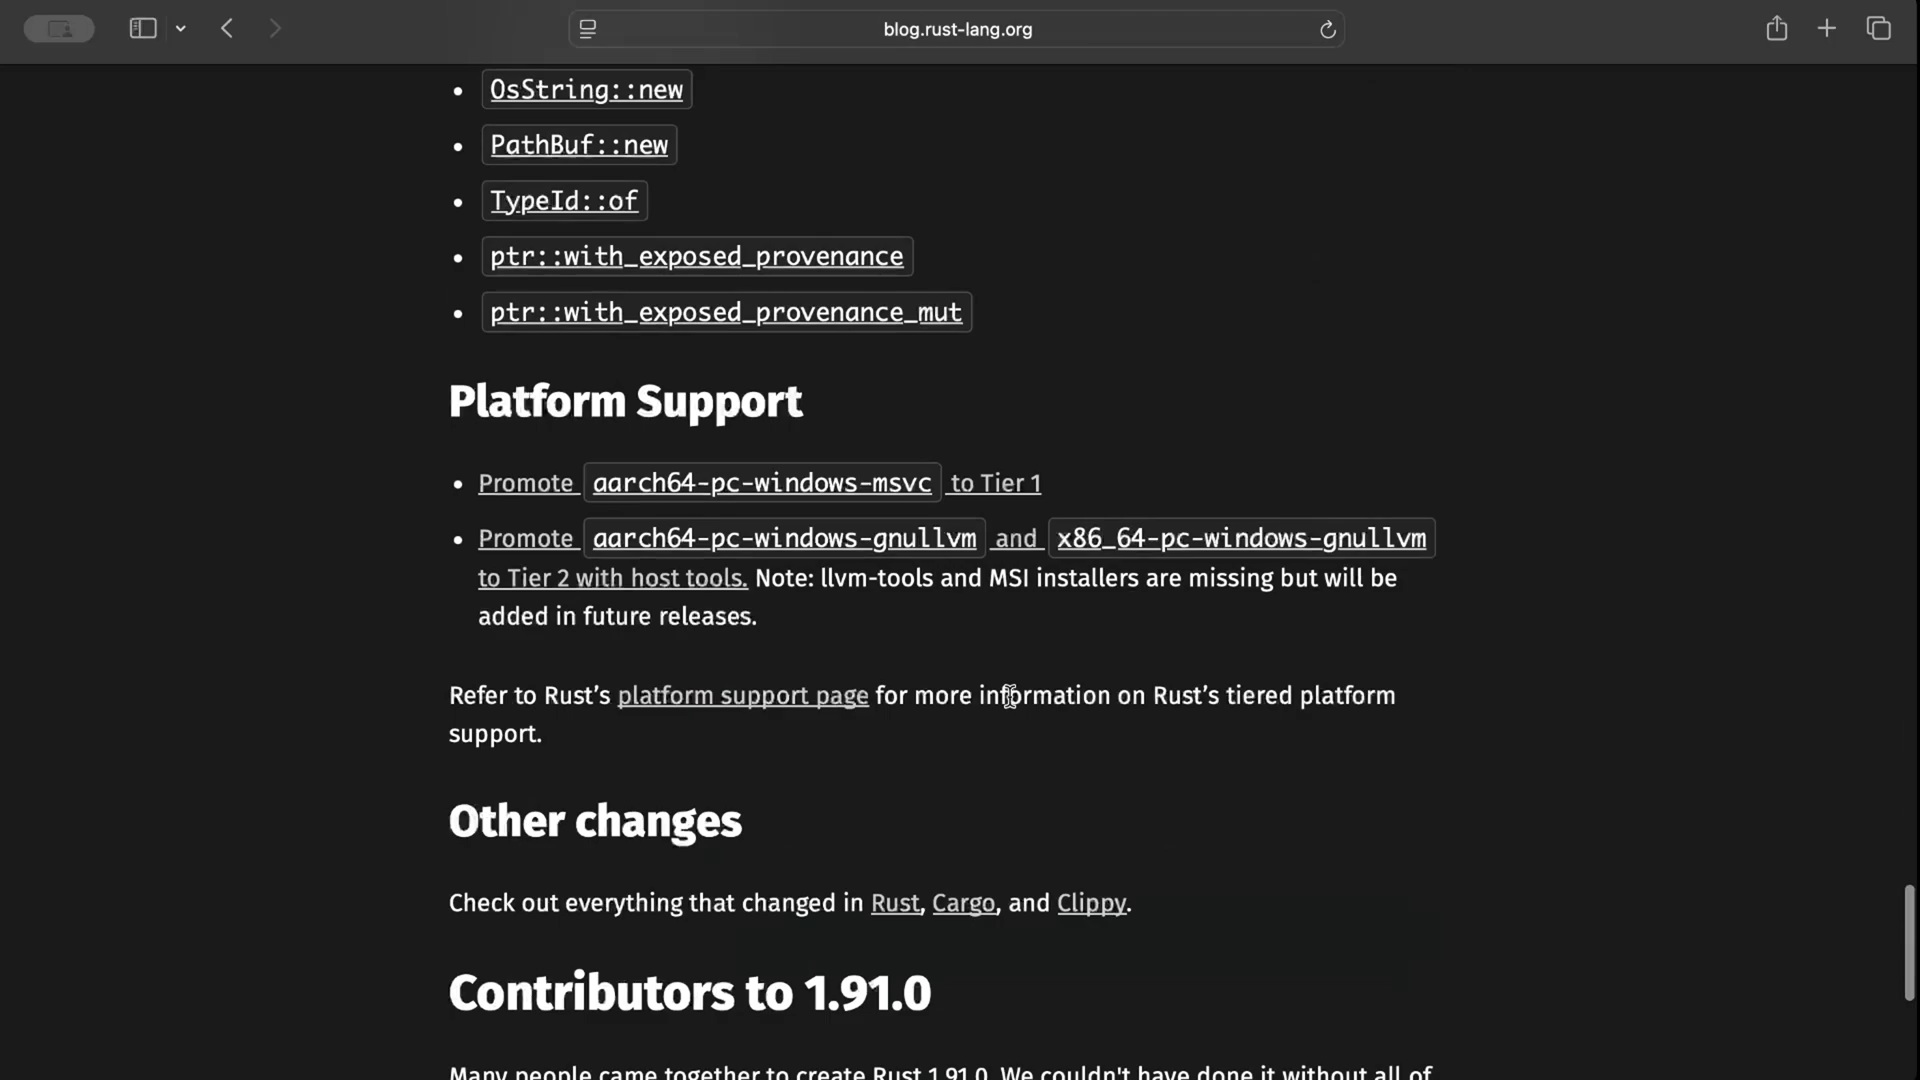 blog.rust-lang.org
• OsString::new
• PathBuf::new
• TypeId::of
• ptr::with_exposed_provenance
• ptr::with_exposed_provenance_mut
Platform Support
• Promote aarch64-pc-windows-msvc to Tier 1
• Promote aarch64-pc-windows-gnullvm and x86_64-pc-windows-gnullvm
to Tier 2 with host tools. Note: llvm-tools and MSI installers are missing but will be
added in future releases.
Refer to Rust’s platform support page for more information on Rust’s tiered platform
support.
Other changes
Check out everything that changed in Rust, Cargo, and Clippy.
Contributors to 1.91.0
Many people came together to create Rust 1.91.0. We couldn't have done it without all of